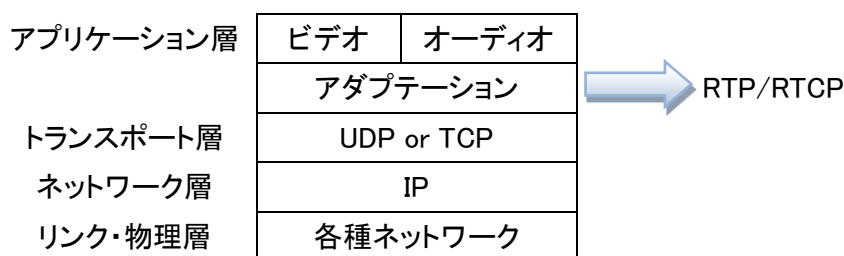 アプリケーション層 ビデオ オーディオ
アダプテーション RTP/RTCP
トランスポート層 UDP or TCP
ネットワーク層 IP
リンク・物理層 各種ネットワーク